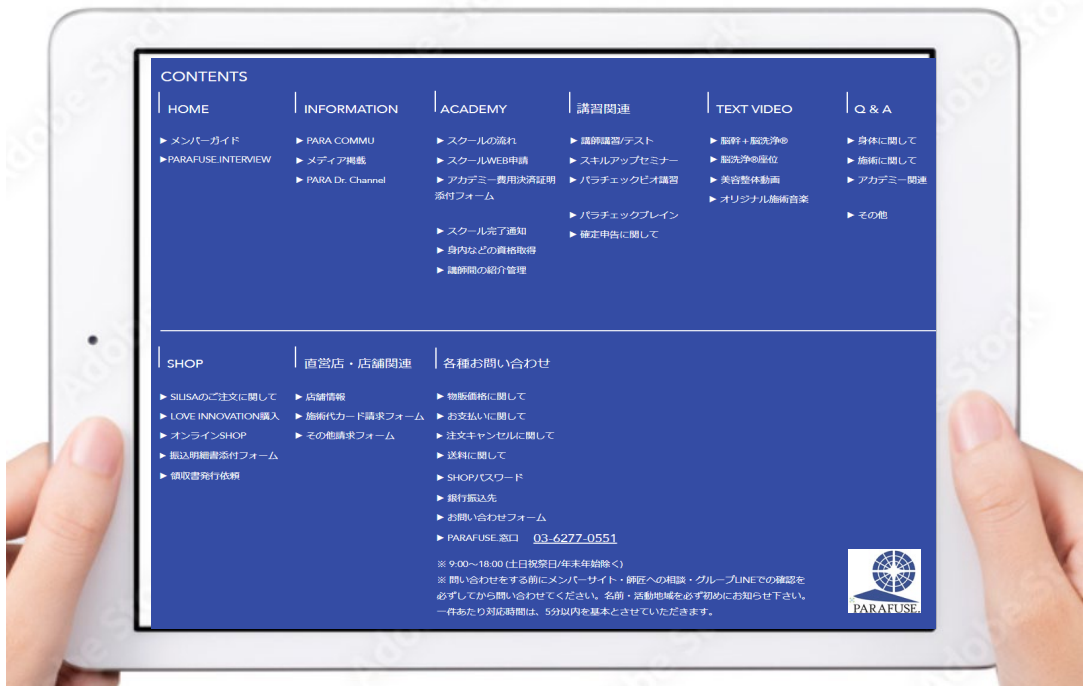 CONTENTS
HOME
► メンバーガイド
►PARAFUSE.INTERVIEW
INFORMATION
► PARA COMMU
► メディア掲載
► PARA Dr. Channel
ACADEMY
► スクールの流れ
► スクールWEB申請
► アカデミー費用決済証明
添付フォーム
► スクール完了通知
► 身内などの資格取得
► 講師間の紹介管理
講習関連
► 講師講習/テスト
► スキルアップセミナー
► パラチェックビオ講習
► パラチェックブレイン
► 確定申告に関して
TEXT VIDEO
► 脳幹+脳洗浄®
► 脳洗浄®座位
► 美容整体動画
► オリジナル施術音楽
Q & A
► 身体に関して
► 施術に関して
► アカデミー関連
► その他
SHOP
► SILISAのご注文に関して
► LOVE INNOVATION購入
► オンラインSHOP
► 振込明細書添付フォーム
► 領収書発行依頼
直営店・店舗関連
► 店舗情報
► 施術代カード請求フォーム
► その他請求フォーム
各種お問い合わせ
► 物販価格に関して
► お支払いに関して
► 注文キャンセルに関して
► 送料に関して
► SHOPパスワード
► 銀行振込先
► お問い合わせフォーム
► PARAFUSE.窓口 03-6277-0551
※ 9:00〜18:00 (土日祝祭日/年末年始除く)
※ 問い合わせをする前にメンバーサイト・師匠への相談・グループLINEでの確認を
必ずしてから問い合わせてください。名前・活動地域を必ず初めにお知らせ下さい。
一件あたり対応時間は、5分以内を基本とさせていただきます。
PARAFUSE.
Adobe Stock